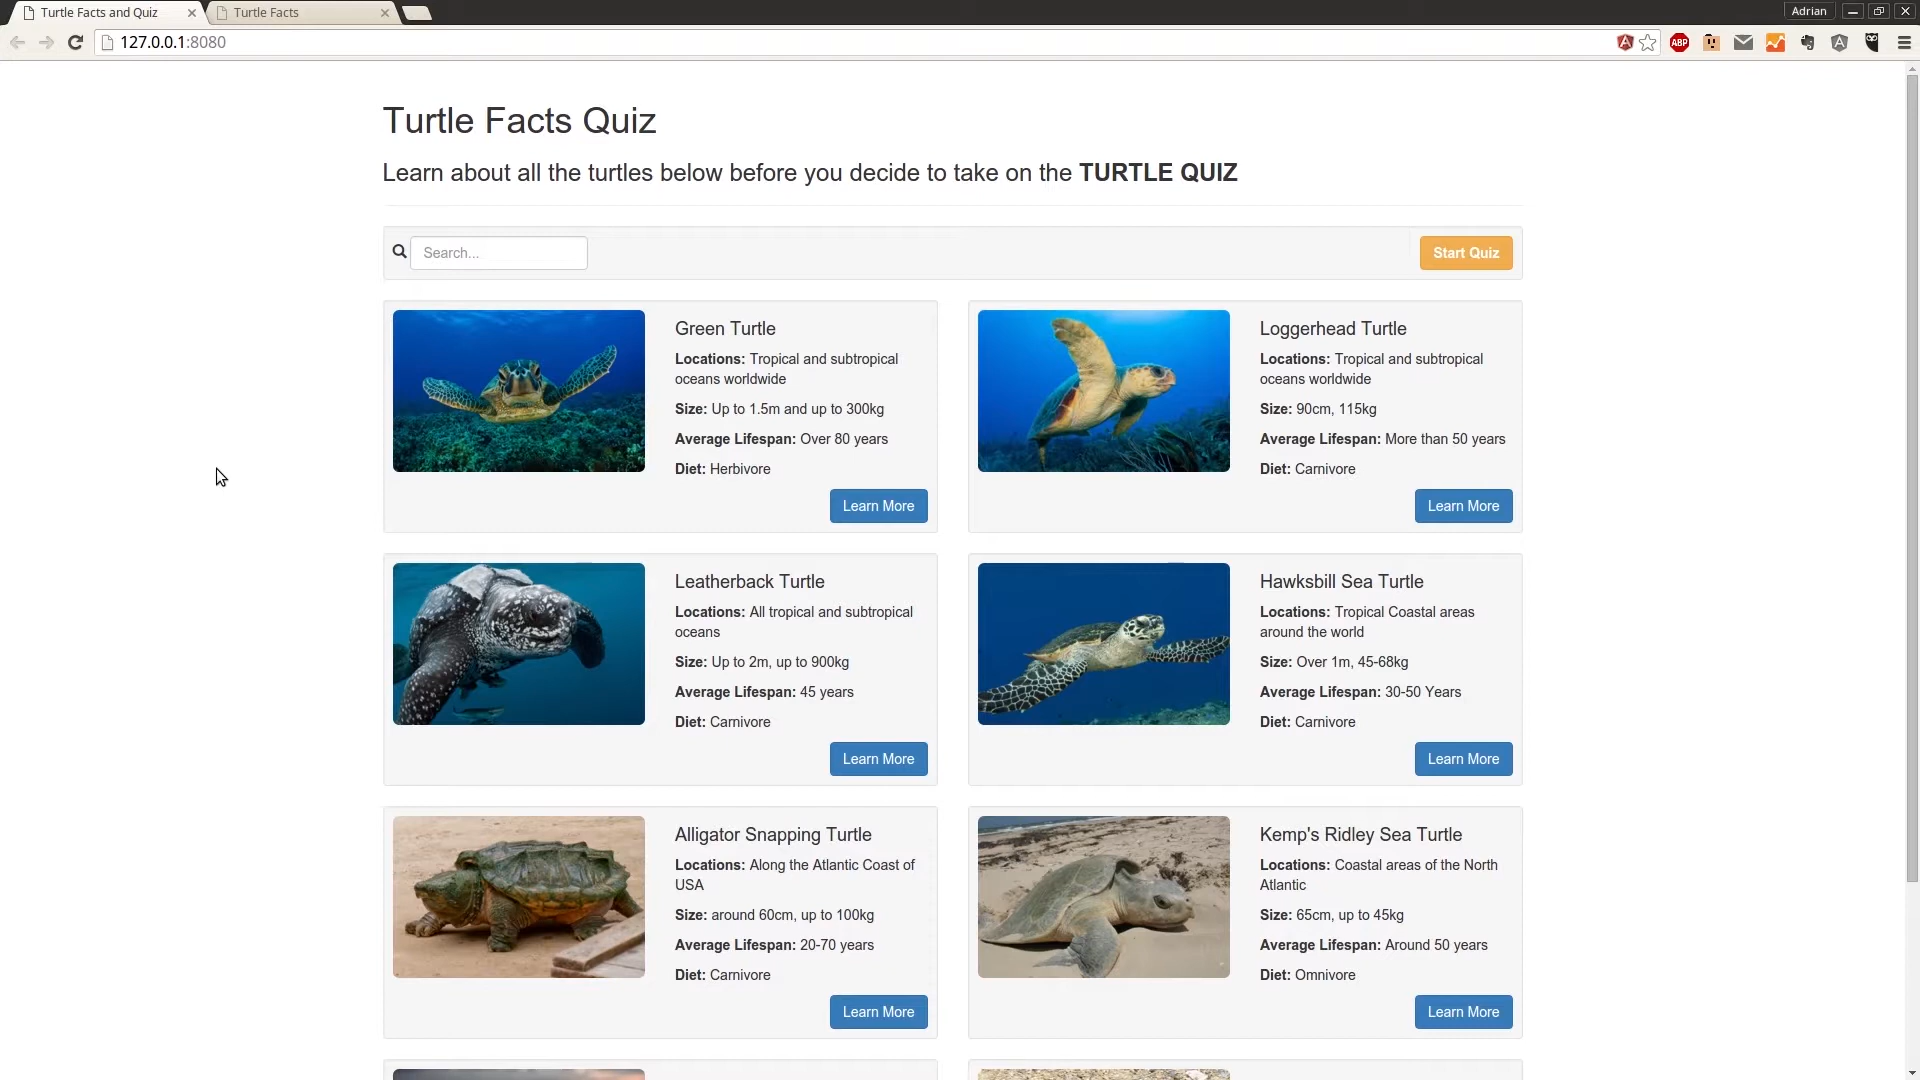 Turtle Facts and Quiz
Turtle Facts
Adrian
127.0.0.1:8080
ABP
Turtle Facts Quiz
Learn about all the turtles below before you decide to take on the TURTLE QUIZ
Search...
Start Quiz
Green Turtle
Locations: Tropical and subtropical
oceans worldwide
Size: Up to 1.5m and up to 300kg
Average Lifespan: Over 80 years
Diet: Herbivore
Learn More
Loggerhead Turtle
Locations: Tropical and subtropical
oceans worldwide
Size: 90cm, 115kg
Average Lifespan: More than 50 years
Diet: Carnivore
Learn More
Leatherback Turtle
Locations: All tropical and subtropical
oceans
Size: Up to 2m, up to 900kg
Average Lifespan: 45 years
Diet: Carnivore
Learn More
Hawksbill Sea Turtle
Locations: Tropical Coastal areas
around the world
Size: Over 1m, 45-68kg
Average Lifespan: 30-50 Years
Diet: Carnivore
Learn More
Alligator Snapping Turtle
Locations: Along the Atlantic Coast of
USA
Size: around 60cm, up to 100kg
Average Lifespan: 20-70 years
Diet: Carnivore
Learn More
Kemp's Ridley Sea Turtle
Locations: Coastal areas of the North
Atlantic
Size: 65cm, up to 45kg
Average Lifespan: Around 50 years
Diet: Omnivore
Learn More